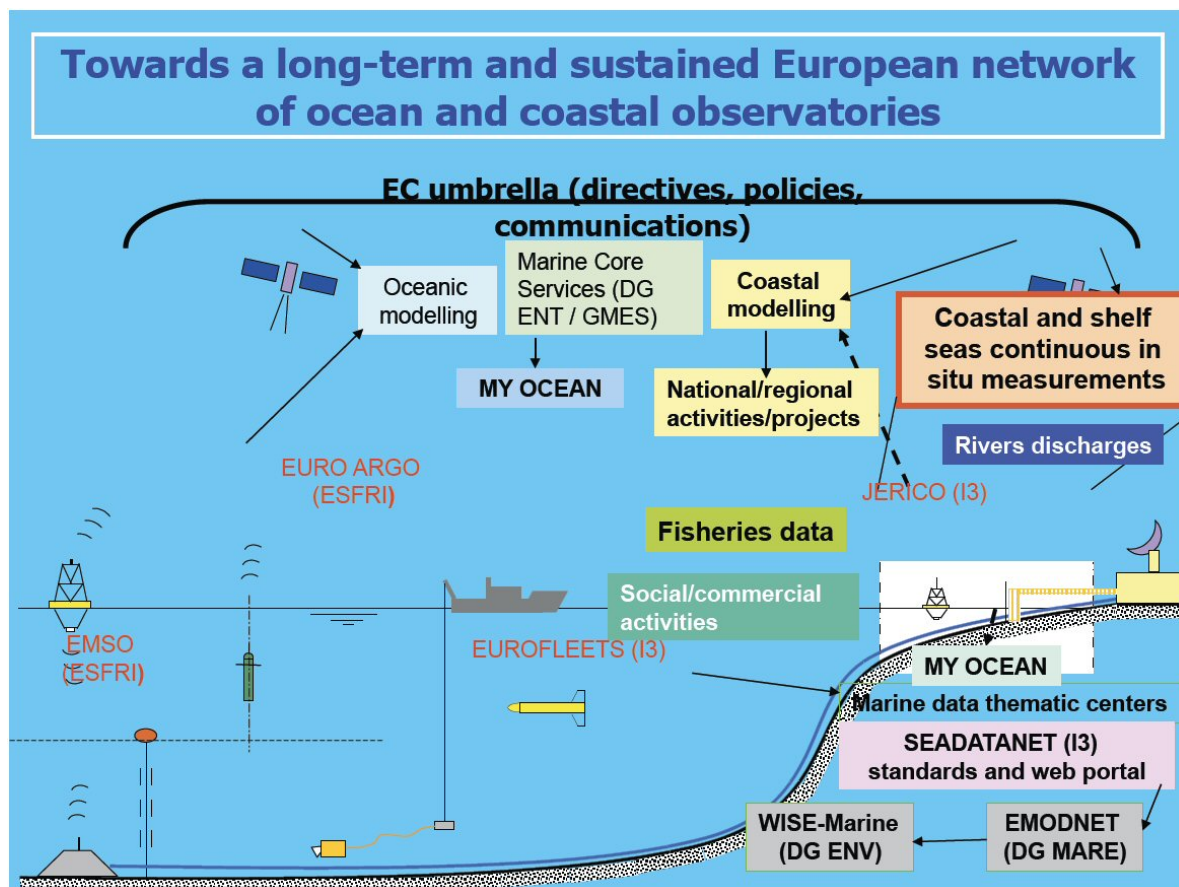 Towards a long-term and sustained European network
of ocean and coastal observatories
EC umbrella (directives, policies,
communications)
Oceanic
modelling
Marine Core
Services (DG
ENT / GMES)
Coastal
modelling
Coastal and shelf
seas continuous in
situ measurements
MY OCEAN
National/regional
activities/projects
Rivers discharges
EURO ARGO
(ESFRI)
JERICO (I3)
Fisheries data
Social/commercial
activities
EMSO
(ESFRI)
EUROFLEETS (I3)
MY OCEAN
Marine data thematic centers
SEADATANET (I3)
standards and web portal
WISE-Marine
(DG ENV)
EMODNET
(DG MARE)